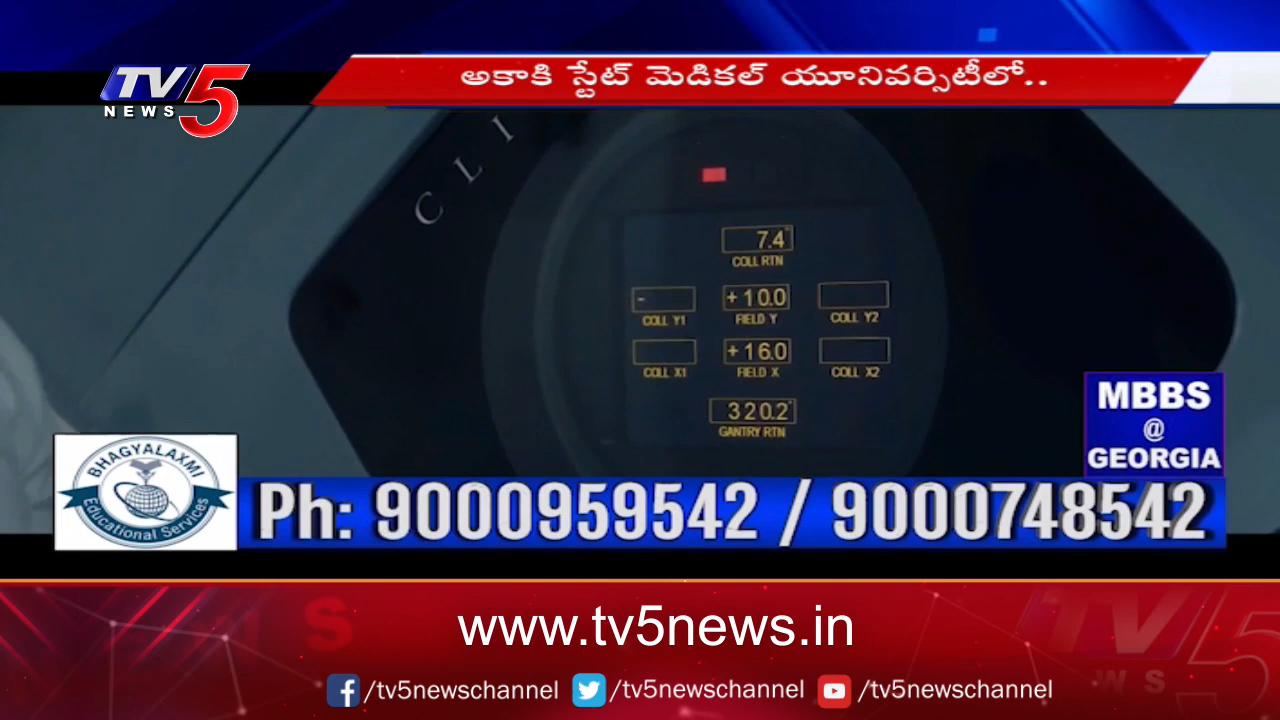 TV5
NEWS
అకాకి స్టేట్ మెడికల్ యూనివర్సిటీలో..
CLI
7.4°
COLL RTN
- +10.0
COLL Y1 FIELD Y COLL Y2
+16.0
COLL X1 FIELD X COLL X2
320.2°
GANTRY RTN
MBBS
@
GEORGIA
BHAGYALAXMI
Educational Services
Ph: 9000959542 / 9000748542
www.tv5news.in
/tv5newschannel /tv5newschannel /tv5newschannel